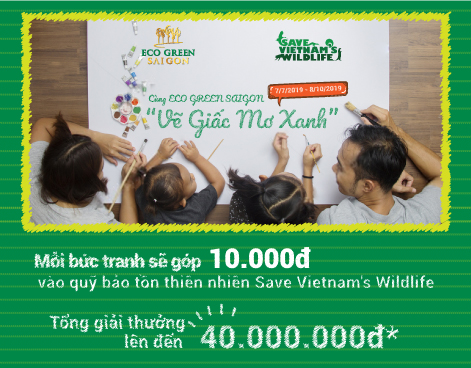 ECO GREEN
SAIGON
SAVE
VIETNAM'S
WILDLIFE
7/7/2019 - 8/10/2019
Cùng ECO GREEN SAIGON
"Vẽ Giấc Mơ Xanh"
Mỗi bức tranh sẽ góp 10.000đ
vào quỹ bảo tồn thiên nhiên Save Vietnam's Wildlife
Tổng giải thưởng
lên đến 40.000.000đ*